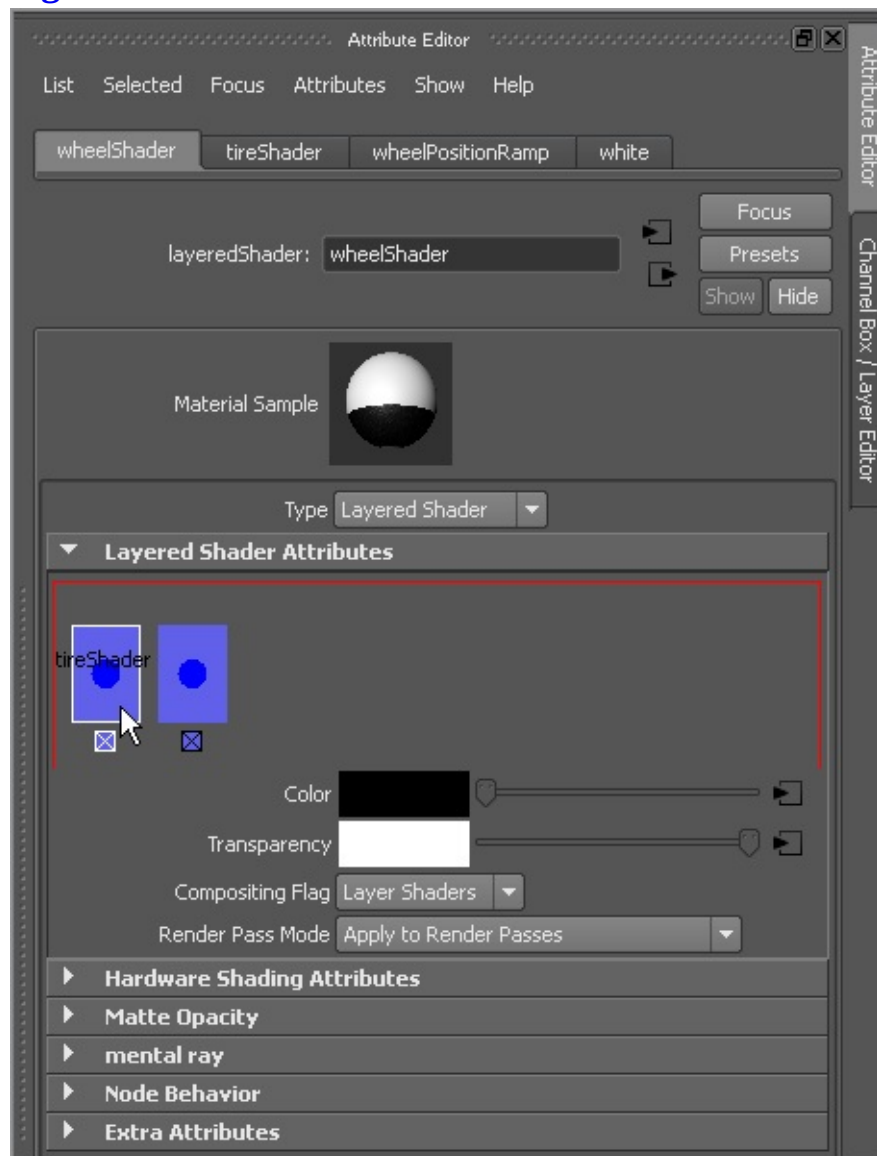 Attribute Editor
List Selected Focus Attributes Show Help
wheelShader tireShader wheelPositionRamp white
Focus
layeredShader: wheelShader
Presets
Show Hide
Material Sample
Type Layered Shader
Layered Shader Attributes
tireShader
Color
Transparency
Compositing Flag Layer Shaders
Render Pass Mode Apply to Render Passes
Hardware Shading Attributes
Matte Opacity
mental ray
Node Behavior
Extra Attributes
Attribute Editor
Channel Box / Layer Editor